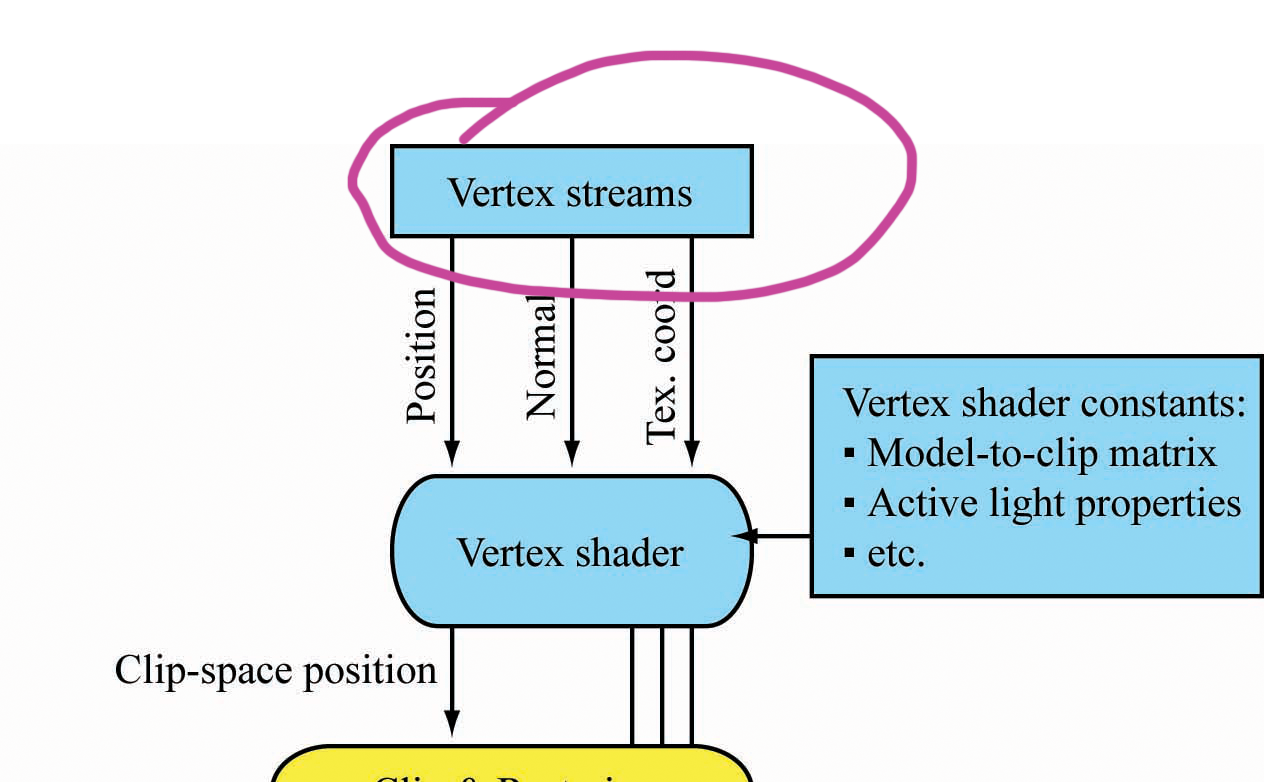 Vertex streams
Position
Normal
Tex. coord
Vertex shader constants:
▪ Model-to-clip matrix
▪ Active light properties
▪ etc.
Vertex shader
Clip-space position